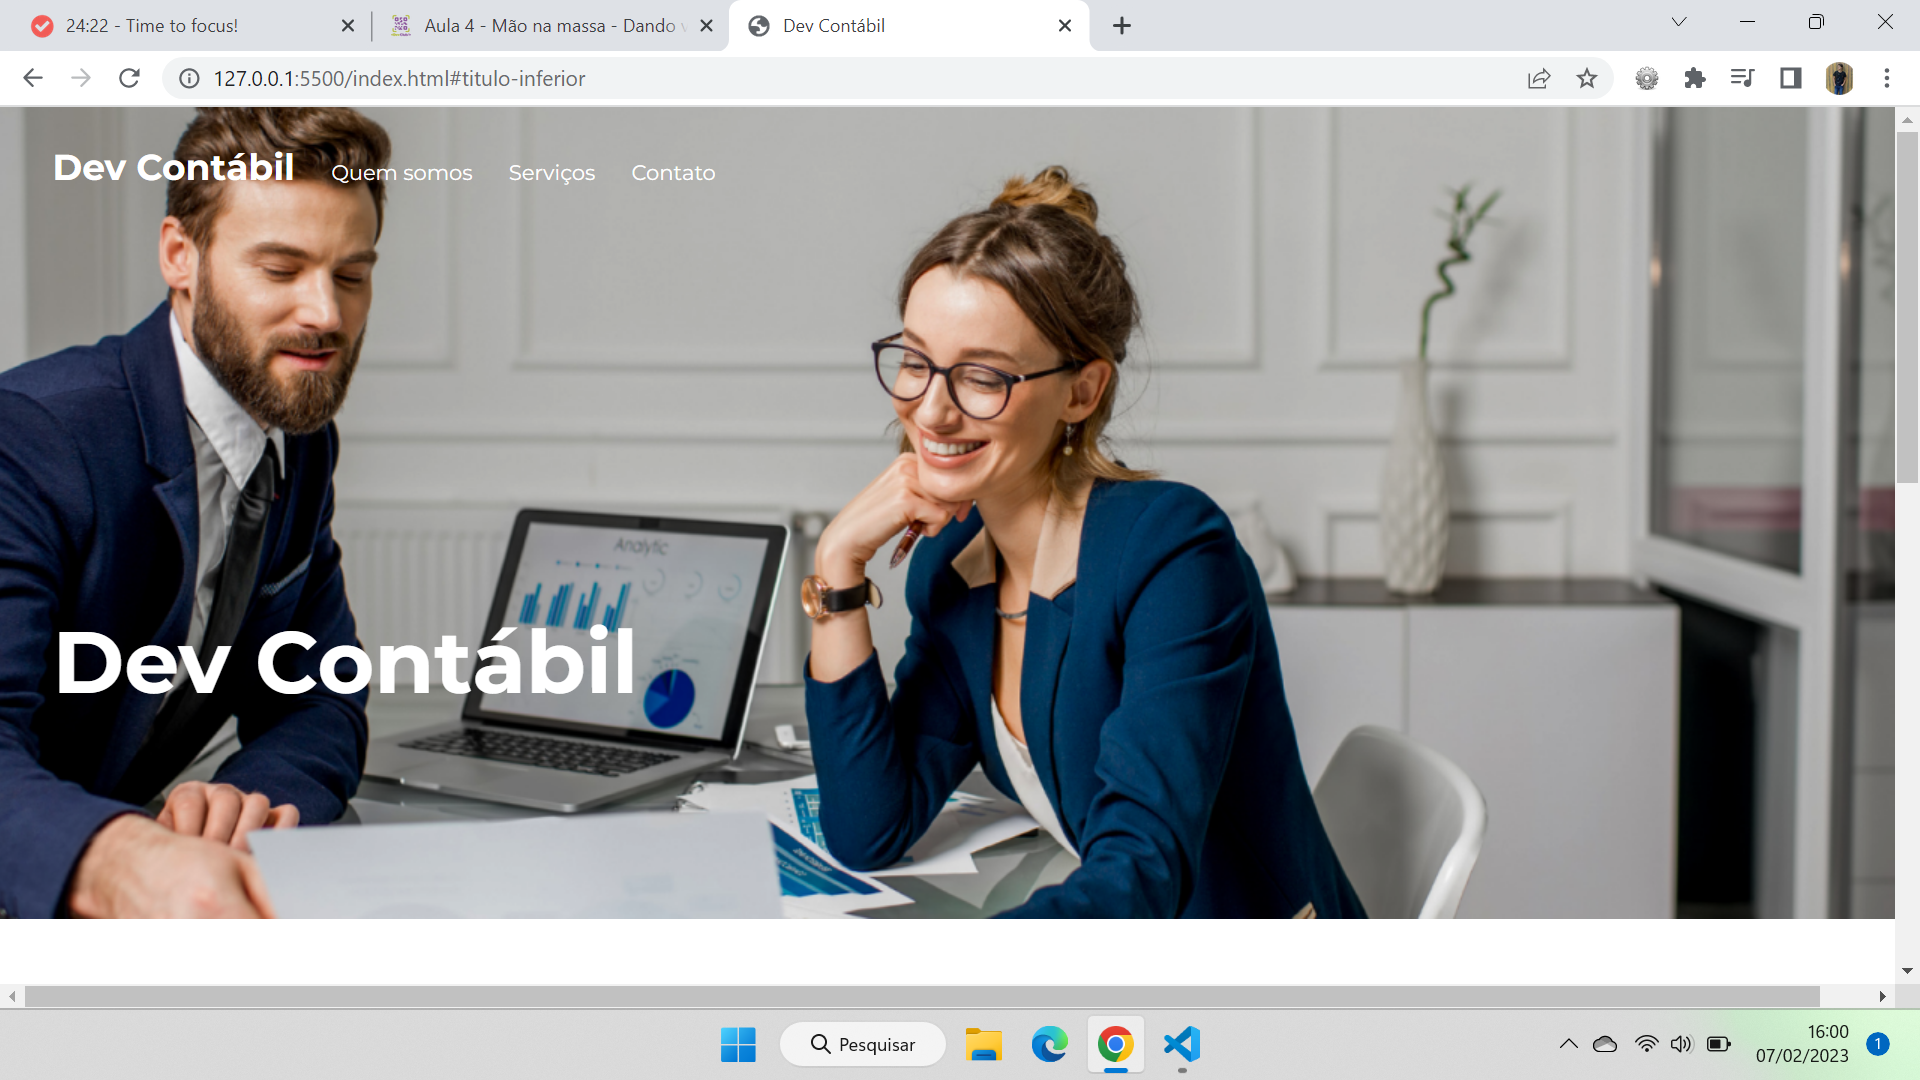 24:22 - Time to focus!
Aula 4 - Mão na massa - Dando
Dev Contábil
127.0.0.1:5500/index.html#titulo-inferior
Dev Contábil
Quem somos
Serviços
Contato
Analytic
Dev Contábil
Pesquisar
16:00
07/02/2023
1